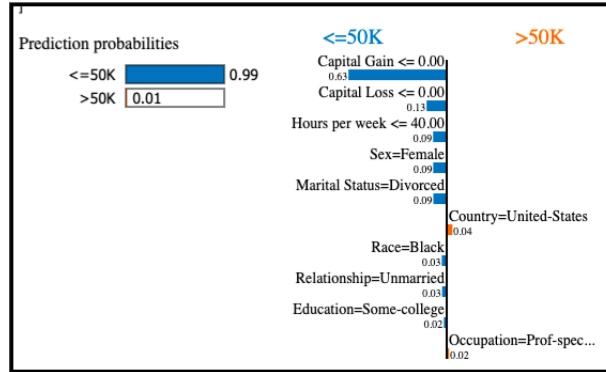 Prediction probabilities
<=50K 0.99
>50K 0.01
<=50K >50K
Capital Gain <= 0.00
0.63
Capital Loss <= 0.00
0.13
Hours per week <= 40.00
0.09
Sex=Female
0.09
Marital Status=Divorced
0.09
Country=United-States
0.04
Race=Black
0.03
Relationship=Unmarried
0.03
Education=Some-college
0.02
Occupation=Prof-spec...
0.02